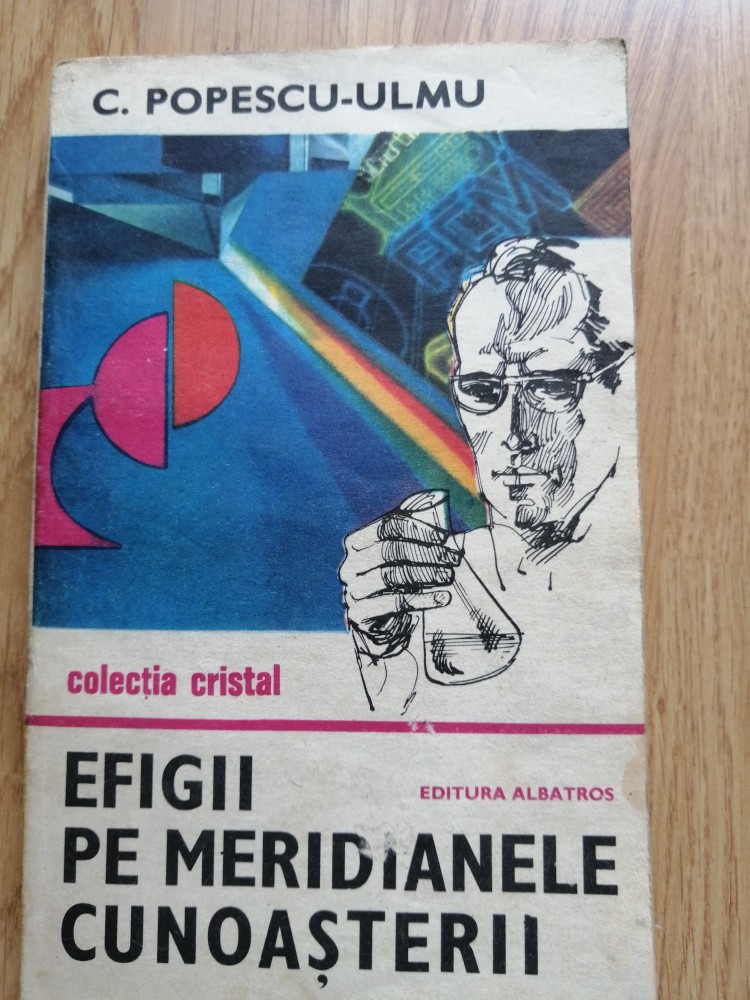 C. POPESCU-ULMU
colecția cristal
EDITURA ALBATROS
EFIGII
PE MERIDIANELE
CUNOAȘTERII